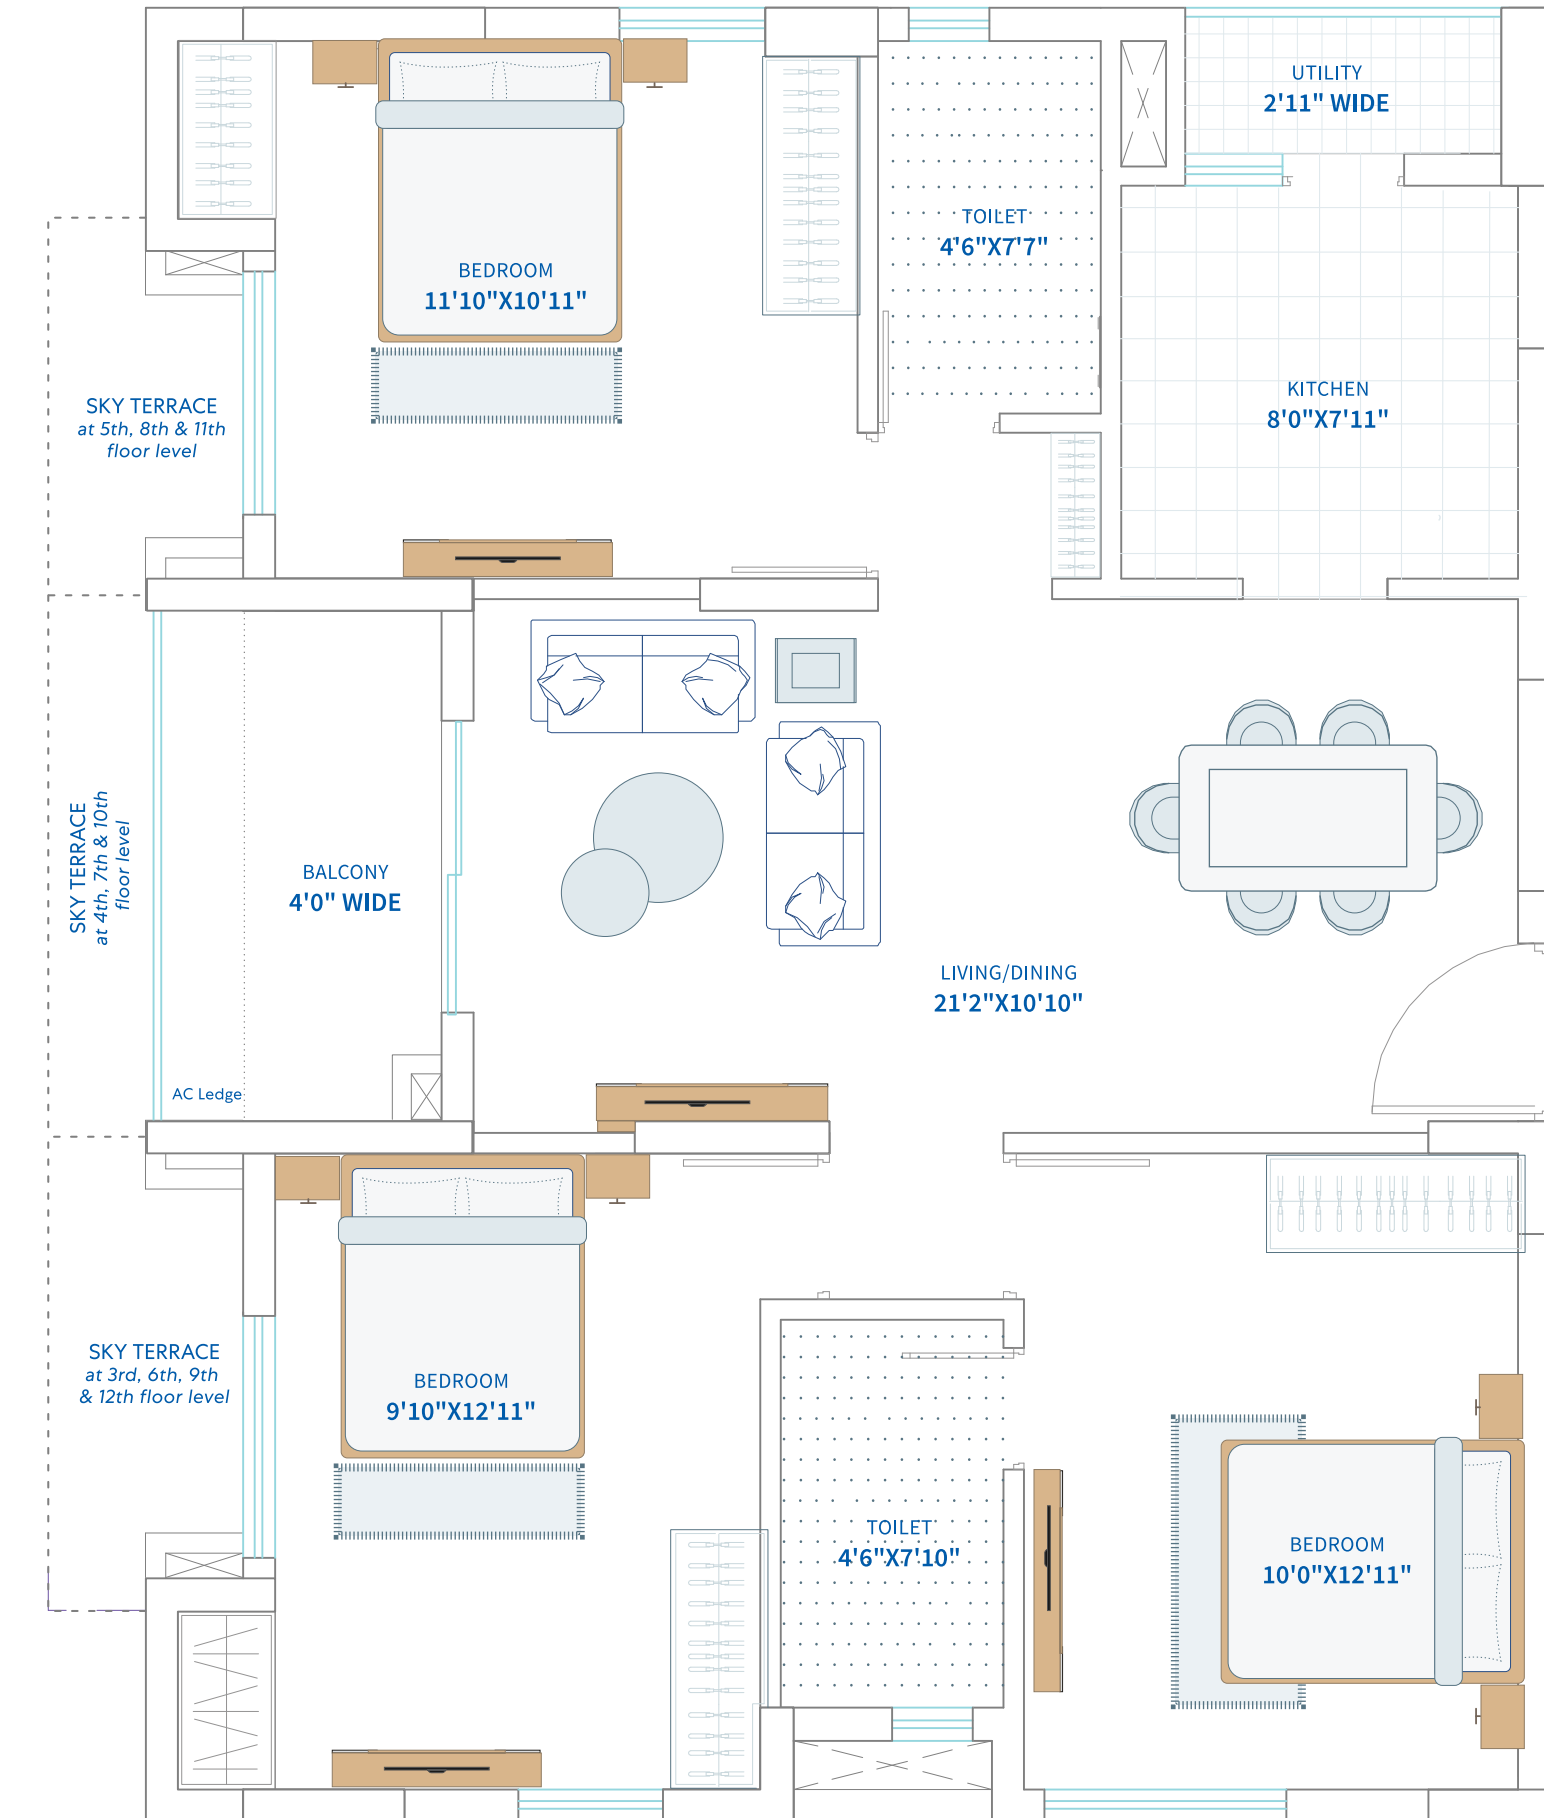 UTILITY
2'11" WIDE
TOILET
4'6"X7'7"
BEDROOM
11'10"X10'11"
KITCHEN
8'0"X7'11"
SKY TERRACE
at 5th, 8th & 11th
floor level
SKY TERRACE
at 4th, 7th & 10th
floor level
BALCONY
4'0" WIDE
LIVING/DINING
21'2"X10'10"
AC Ledge
SKY TERRACE
at 3rd, 6th, 9th
& 12th floor level
BEDROOM
9'10"X12'11"
TOILET
4'6"X7'10"
BEDROOM
10'0"X12'11"